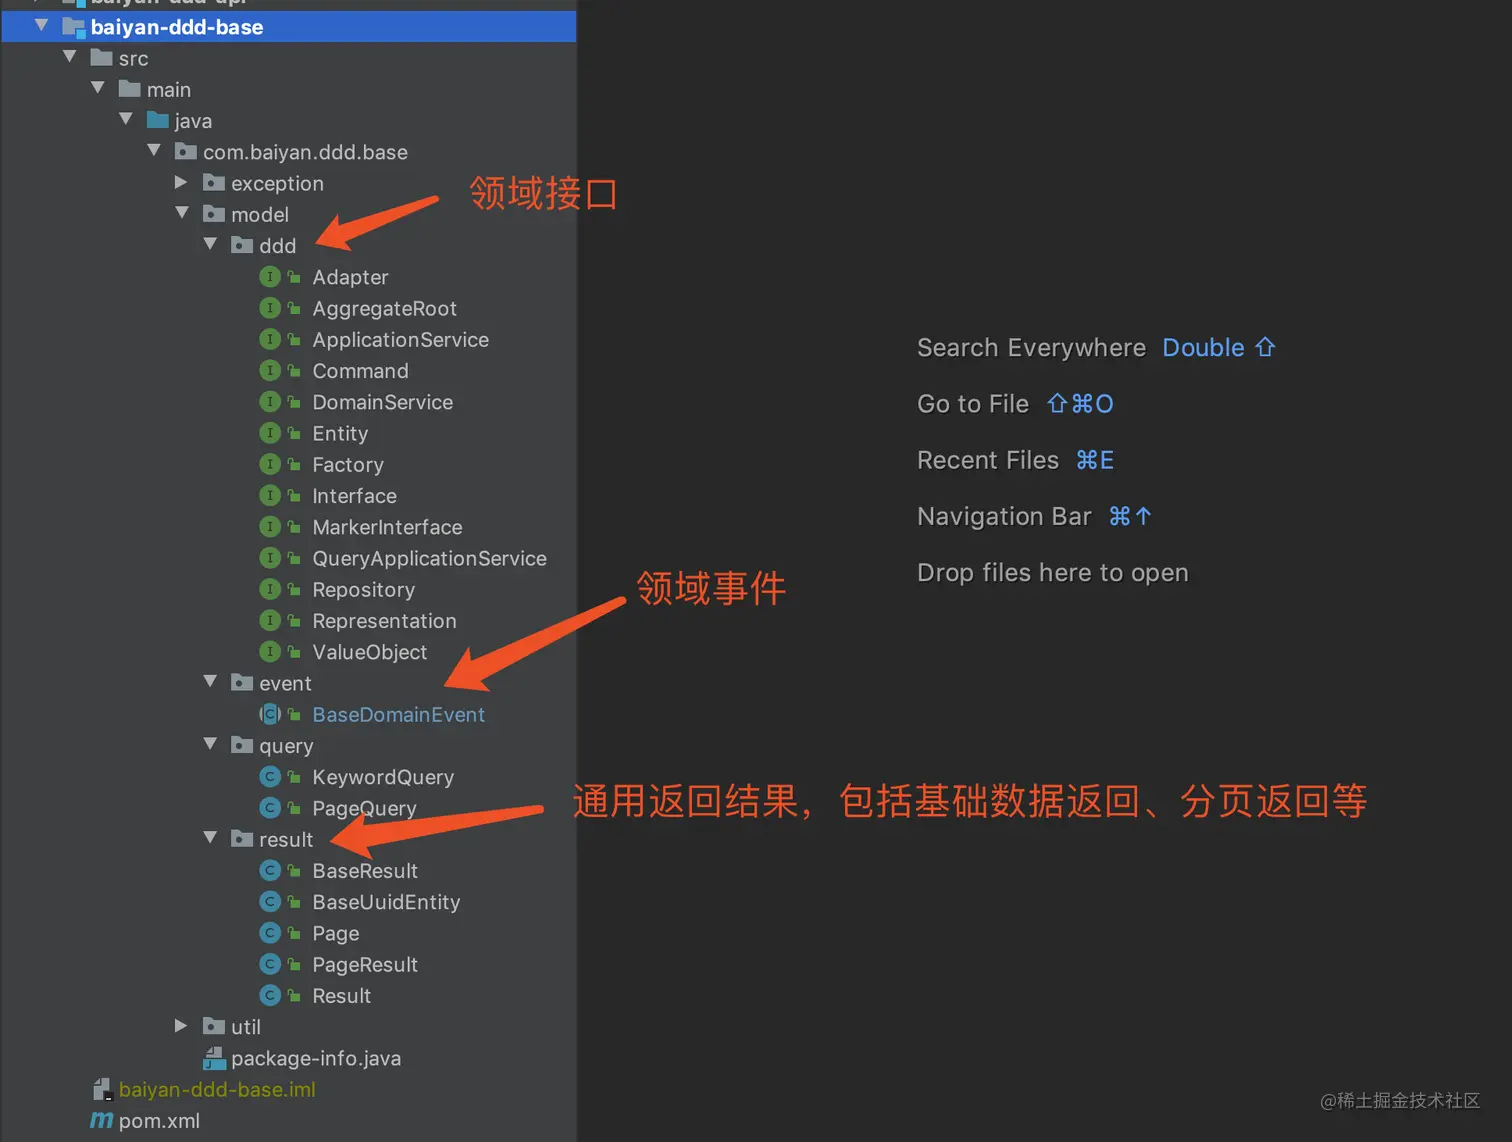 baiyan-ddd-api
baiyan-ddd-base
src
main
java
com.baiyan.ddd.base
exception
领域接口
model
ddd
Adapter
AggregateRoot
ApplicationService
Command
DomainService
Entity
Factory
Interface
MarkerInterface
QueryApplicationService
Repository
Representation
ValueObject
领域事件
event
BaseDomainEvent
query
KeywordQuery
PageQuery
通用返回结果，包括基础数据返回、分页返回等
result
BaseResult
BaseUuidEntity
Page
PageResult
Result
util
package-info.java
baiyan-ddd-base.iml
pom.xml
Search Everywhere Double ⇧
Go to File ⇧⌘O
Recent Files ⌘E
Navigation Bar ⌘↑
Drop files here to open
@稀土掘金技术社区